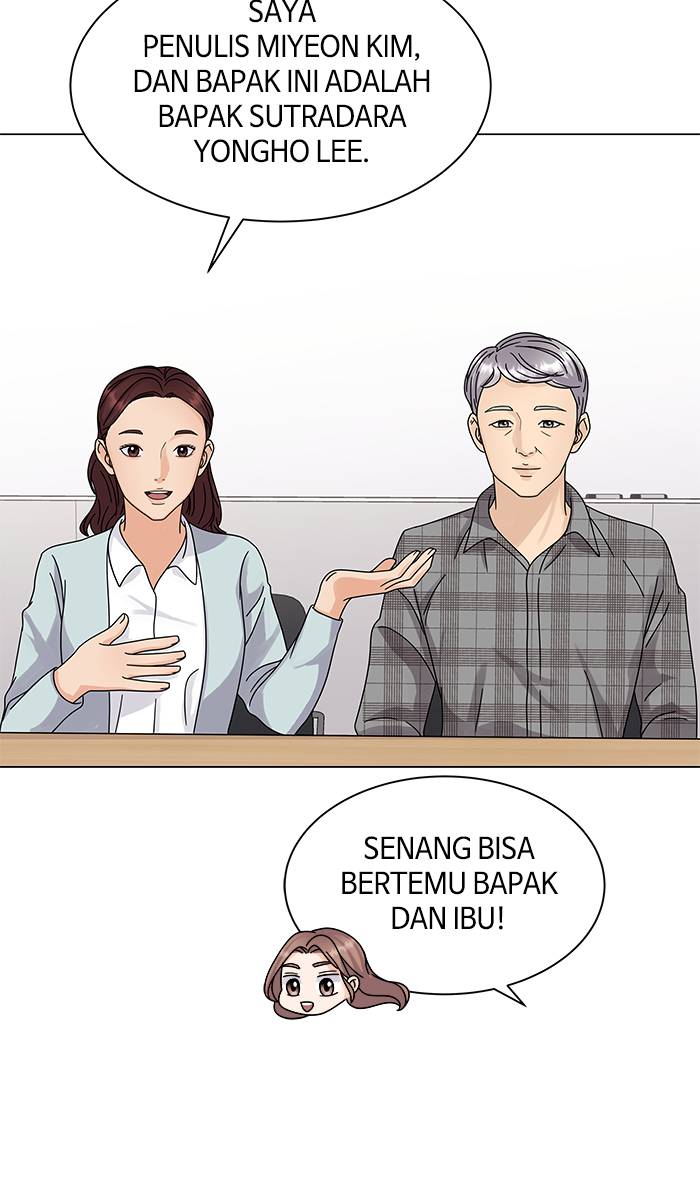 SAYA
PENULIS MIYEON KIM,
DAN BAPAK INI ADALAH
BAPAK SUTRADARA
YONGHO LEE.
SENANG BISA
BERTEMU BAPAK
DAN IBU!